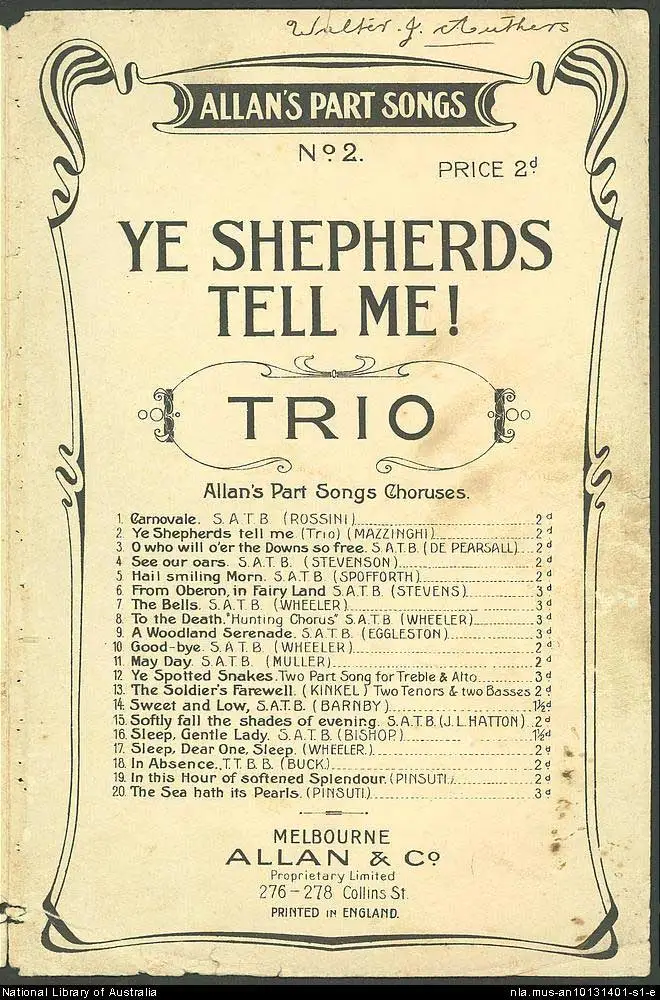 Walter. J.
ALLAN'S PART SONGS
No 2.
PRICE 2d
YE SHEPHERDS
TELL ME!
TRIO
Allan's Part Songs Choruses.
1. Carnovale. S.A.T.B (ROSSINI) 2d
2. Ye Shepherds tell me (Trio) (MAZZINGHI) 2d
3. O who will o'er the Downs so free. S.A.T.B. (DE PEARSALL) 2d
4 See our oars. S.A.T.B. (STEVENSON) 2d
5 Hail smiling Morn. S.A.T.B (SPOFFORTH) 2d
6. From Oberon, in Fairy Land S.A.T.B (STEVENS) 3d
7 The Bells. S.A.T.B. (WHEELER) 3d
8. To the Death. "Hunting Chorus" S.A.T.B (WHEELER) 3d
9. A Woodland Serenade. S.A.T.B. (EGGLESTON) 3d
10 Good-bye. S.A.T.B. (WHEELER) 2d
11. May Day. S.A.T.B. (MULLER) 2d
12 Ye Spotted Snakes. Two Part Song for Treble & Alto 3d
13. The Soldier's Farewell. (KINKEL) Two Tenors & two Basses 2d
14. Sweet and Low, S.A.T.B. (BARNBY) 1½d
15. Softly fall the shades of evening. S.A.T.B. (J.L. HATTON) 2d
16. Sleep, Gentle Lady. S.A.T.B. (BISHOP) 1½d
17. Sleep, Dear One, Sleep. (WHEELER.) 2d
18. In Absence. T.T.B.B. (BUCK.) 2d
19. In this Hour of softened Splendour. (PINSUTI) 2d
20. The Sea hath its Pearls. (PINSUTI) 3d
MELBOURNE
ALLAN & Co
Proprietary Limited
276-278 Collins St.
PRINTED IN ENGLAND.
National Library of Australia
nla.mus-an10131401-s1-e